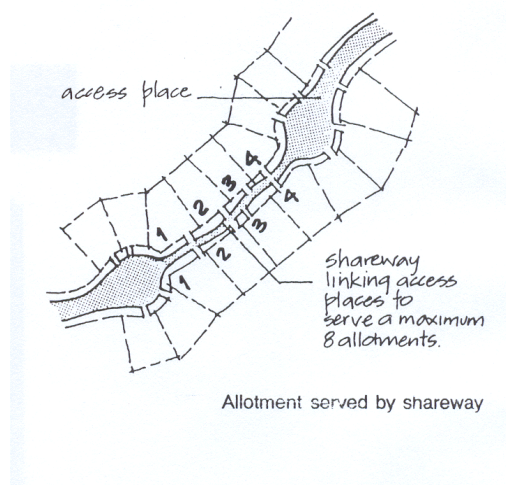 access place
4
3
2
1
4
3
2
1
shareway
linking access
places to
serve a maximum
8 allotments.
Allotment served by shareway